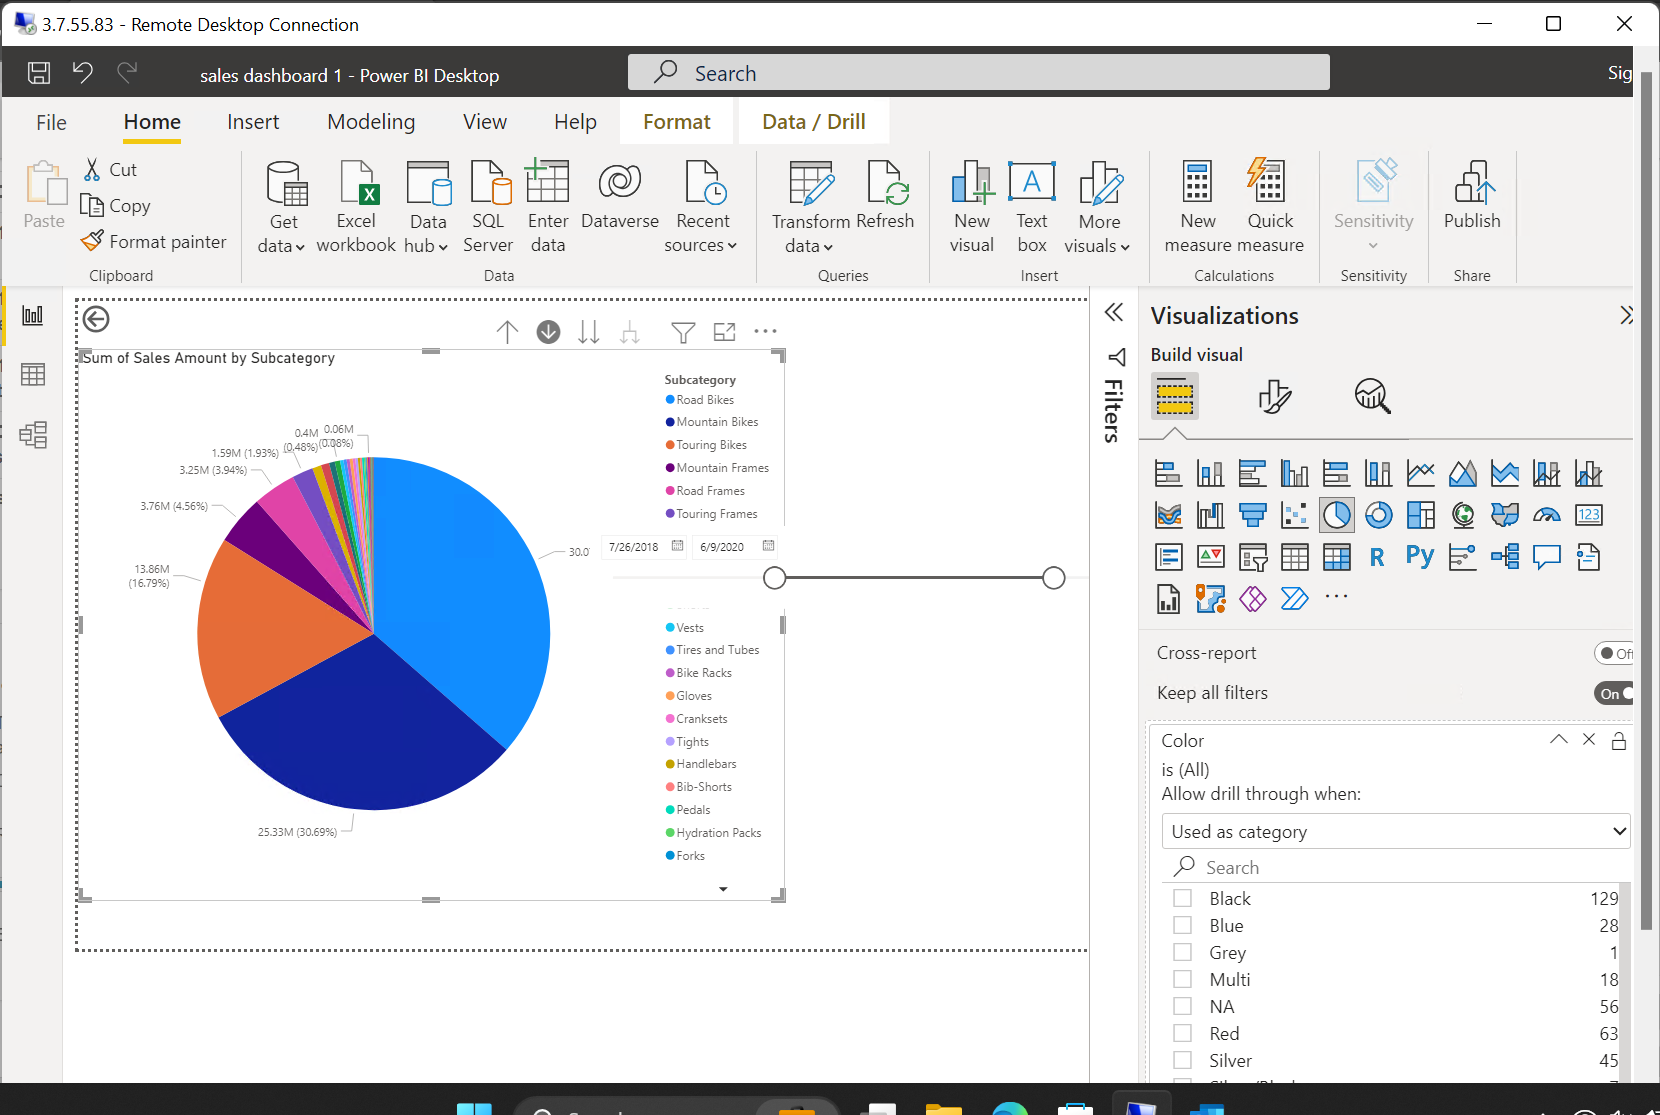 3.7.55.83 - Remote Desktop Connection
sales dashboard 1 - Power BI Desktop
Search
File
Home
Insert
Modeling
View
Help
Format
Data / Drill
Paste
Cut
Copy
Format painter
Clipboard
Get data
Excel workbook
Data hub
SQL Server
Enter data
Dataverse
Recent sources
Data
Transform data
Refresh
Queries
New visual
Text box
More visuals
Insert
New measure
Quick measure
Calculations
Sensitivity
Sensitivity
Publish
Share
Sum of Sales Amount by Subcategory
0.06M (0.08%)
0.4M (0.48%)
1.59M (1.93%)
3.25M (3.94%)
3.76M (4.56%)
13.86M (16.79%)
25.33M (30.69%)
Subcategory
Road Bikes
Mountain Bikes
Touring Bikes
Mountain Frames
Road Frames
Touring Frames
7/26/2018
6/9/2020
Vests
Tires and Tubes
Bike Racks
Gloves
Cranksets
Tights
Handlebars
Bib-Shorts
Pedals
Hydration Packs
Forks
Filters
Visualizations
Build visual
123
R
Py
Cross-report
Off
Keep all filters
On
Color
is (All)
Allow drill through when:
Used as category
Search
Black 129
Blue 28
Grey 1
Multi 18
NA 56
Red 63
Silver 45